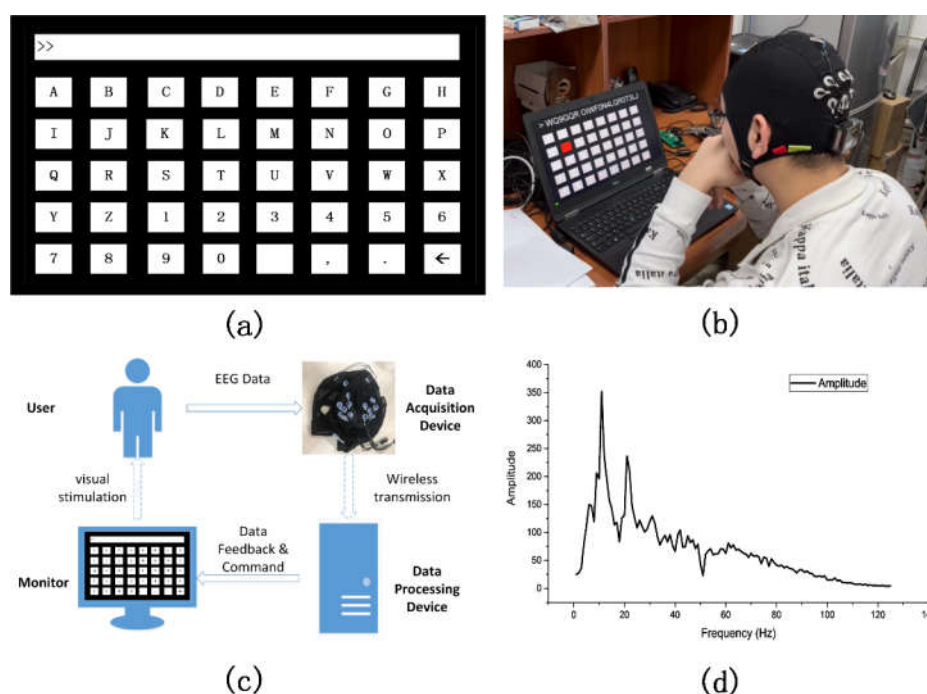 >>
A B C D E F G H
I J K L M N O P
Q R S T U V W X
Y Z 1 2 3 4 5 6
7 8 9 0 , . ←
(a)
(b)
EEG Data
User
Data
Acquisition
Device
visual
stimulation
Wireless
transmission
Data
Feedback &
Command
Monitor
Data
Processing
Device
(c)
400
350
300
250
200
150
100
50
0
Amplitude
Amplitude
0 20 40 60 80 100 120
Frequency (Hz)
(d)